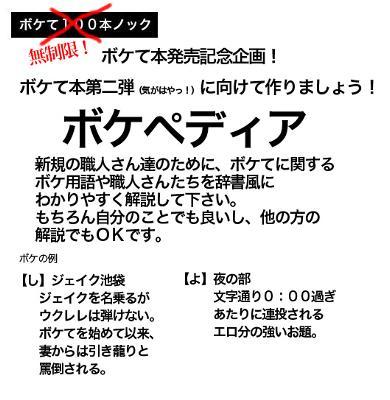 ボケて100本ノック
無制限！
ボケて本発売記念企画！
ボケて本第二弾（気がはやっ！）に向けて作りましょう！
ボケペディア
新規の職人さん達のために、ボケてに関する
ボケ用語や職人さんたちを辞書風に
わかりやすく解説して下さい。
もちろん自分のことでも良いし、他の方の
解説でもＯＫです。
ボケの例
【し】ジェイク池袋
ジェイクを名乗るが
ウクレレは弾けない。
ボケてを始めて以来、
妻からは引き籠りと
罵倒される。
【よ】夜の部
文字通り０：００過ぎ
あたりに連投される
エロ分の強いお題。